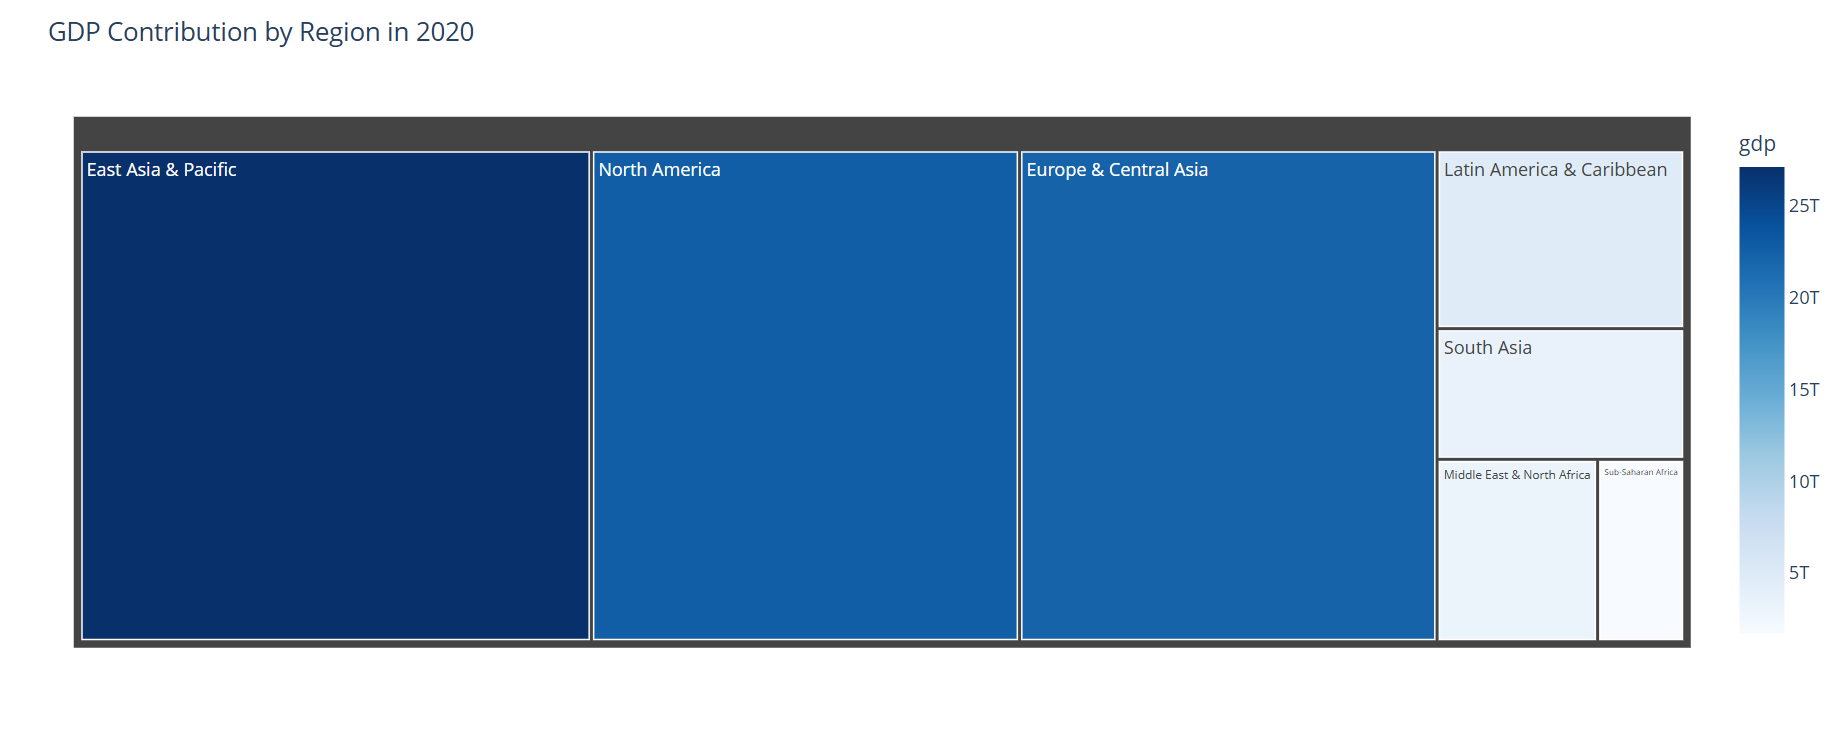 GDP Contribution by Region in 2020
East Asia & Pacific
North America
Europe & Central Asia
Latin America & Caribbean
South Asia
Middle East & North Africa
Sub-Saharan Africa
gdp
25T
20T
15T
10T
5T